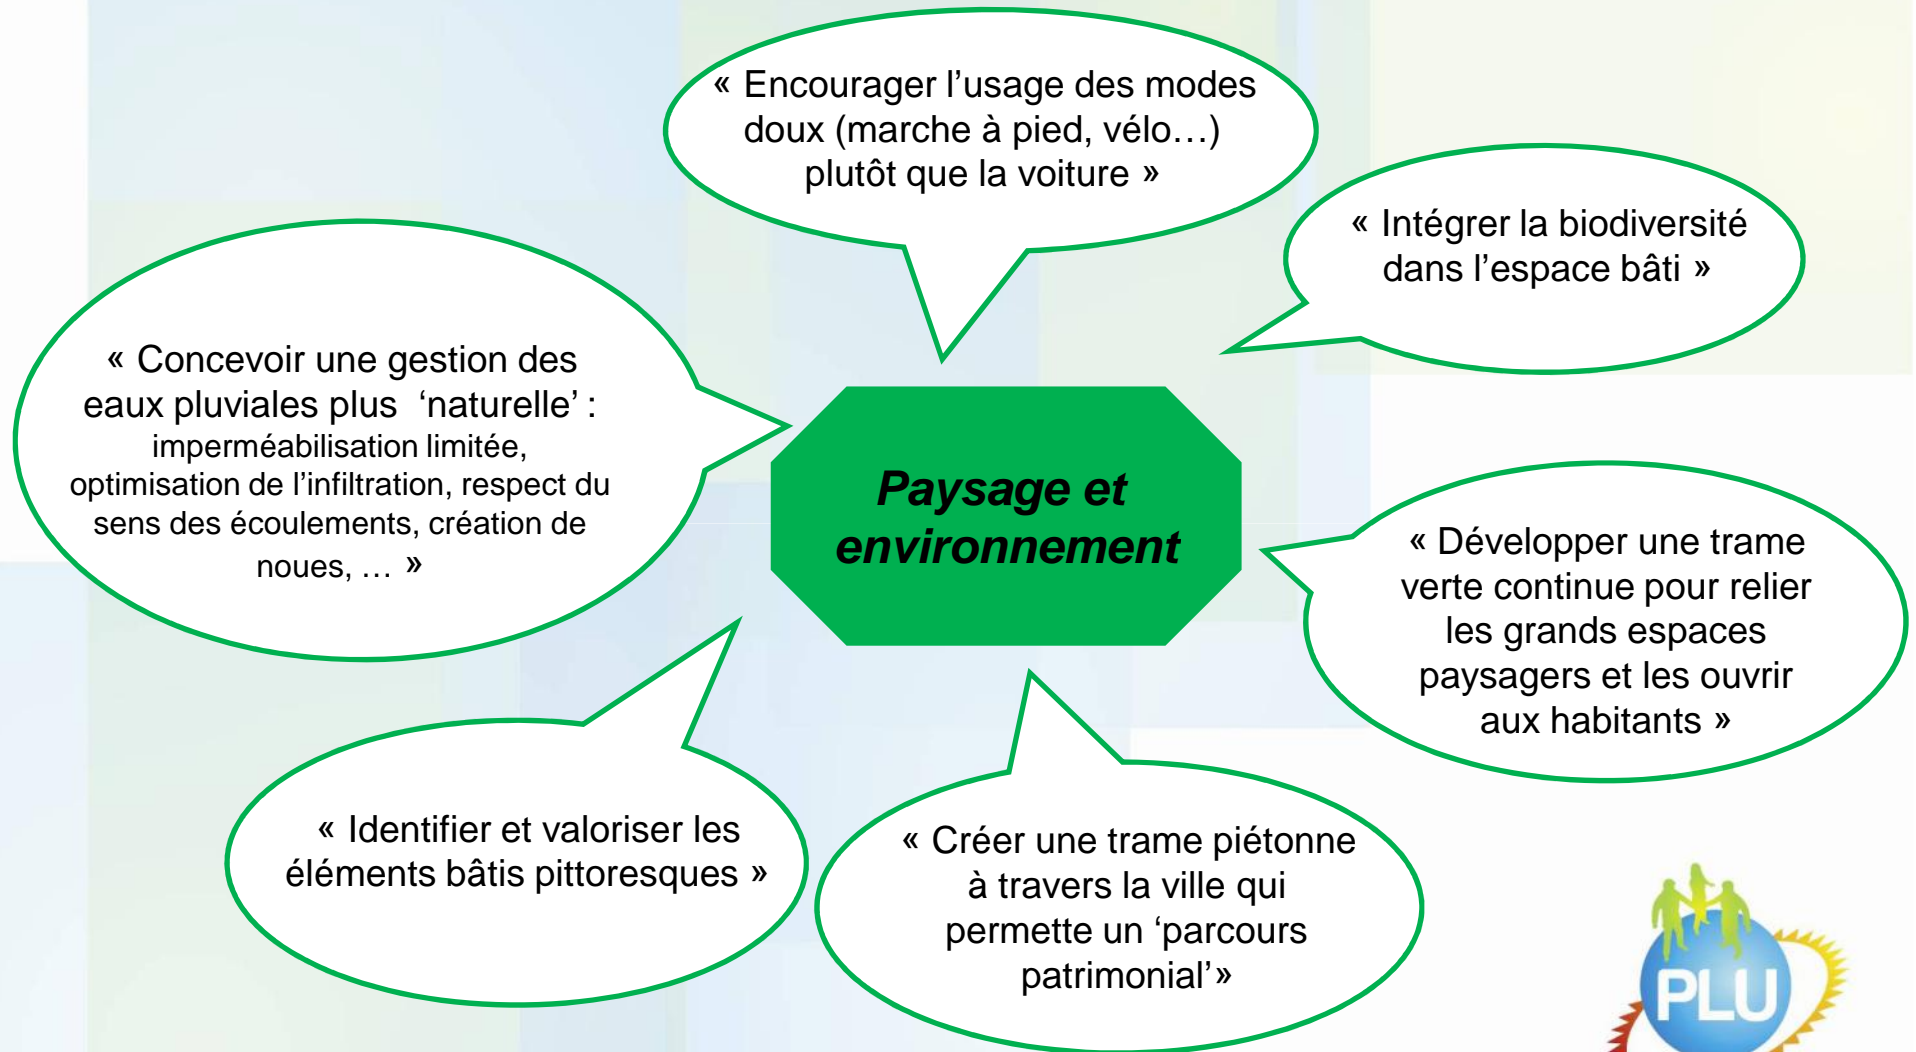 « Encourager l’usage des modes
doux (marche à pied, vélo…)
plutôt que la voiture »
« Intégrer la biodiversité
dans l’espace bâti »
« Concevoir une gestion des
eaux pluviales plus ‘naturelle’ :
imperméabilisation limitée,
optimisation de l’infiltration, respect du
sens des écoulements, création de
noues, … »
Paysage et
environnement
« Développer une trame
verte continue pour relier
les grands espaces
paysagers et les ouvrir
aux habitants »
« Identifier et valoriser les
éléments bâtis pittoresques »
« Créer une trame piétonne
à travers la ville qui
permette un ‘parcours
patrimonial’»
PLU